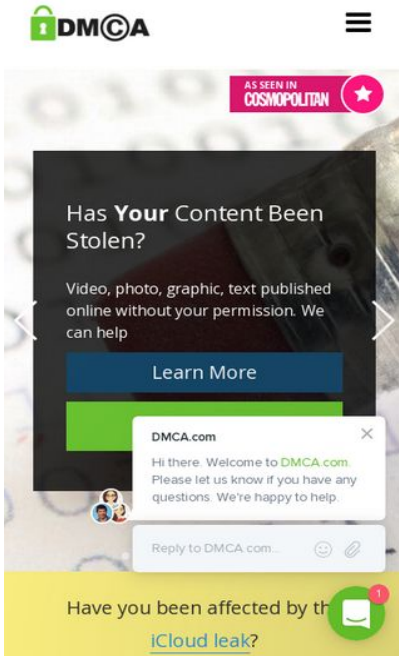 DMCA
AS SEEN IN
COSMOPOLITAN
Has Your Content Been
Stolen?
Video, photo, graphic, text published
online without your permission. We
can help
Learn More
DMCA.com
Hi there. Welcome to DMCA.com.
Please let us know if you have any
questions. We're happy to help.
Reply to DMCA.com...
1
Have you been affected by th
iCloud leak?